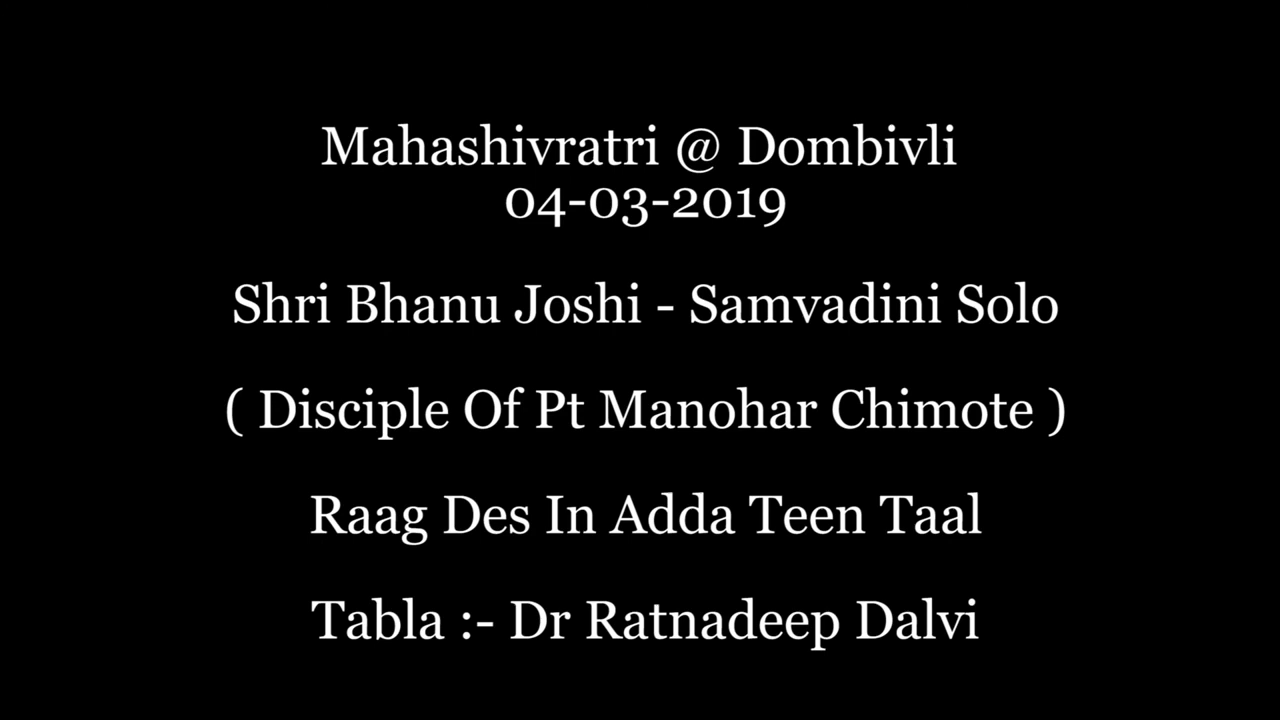 Mahashivratri @ Dombivli
04-03-2019
Shri Bhanu Joshi - Samvadini Solo
( Disciple Of Pt Manohar Chimote )
Raag Des In Adda Teen Taal
Tabla :- Dr Ratnadeep Dalvi